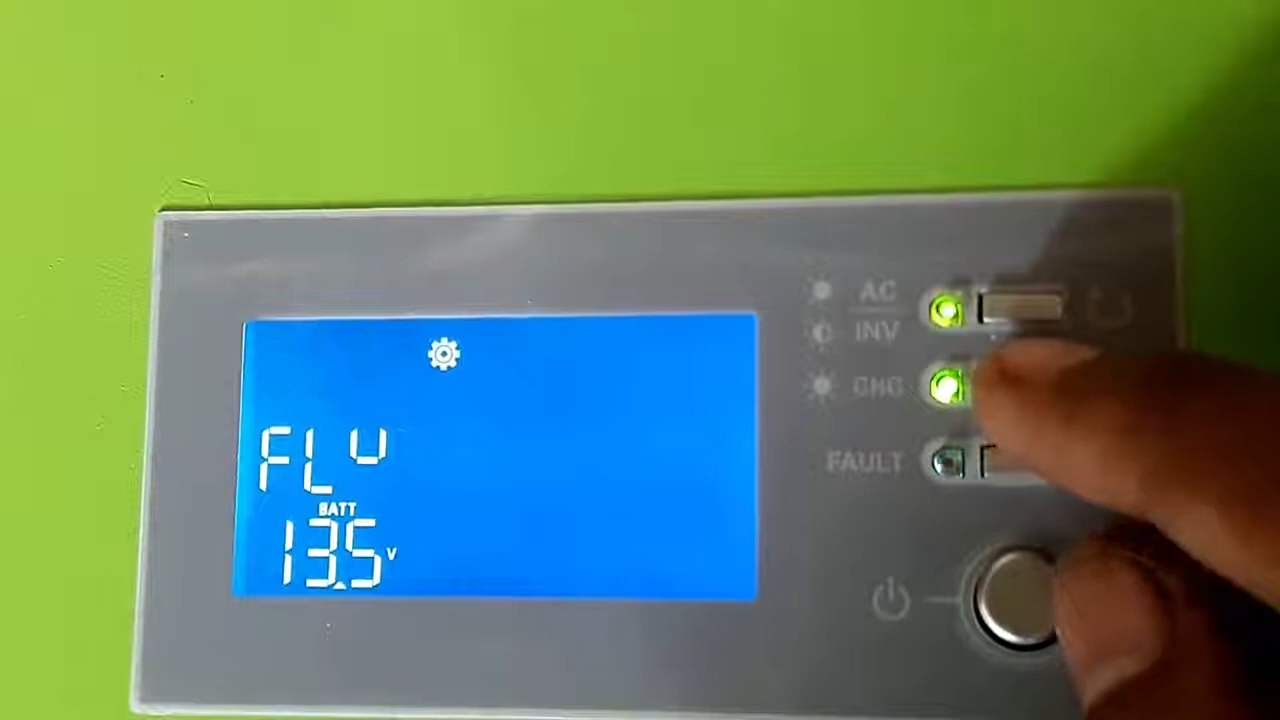 FLU
BATT
13.5V
AC
INV
CHG
FAULT